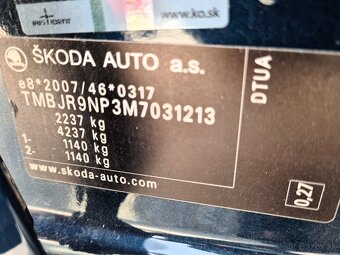 www.ko.sk
ŠKODA AUTO a.s.
e8*2007/46*0317
TMBJR9NP3M7031213
2237 kg
4237 kg
1- 1140 kg
2- 1140 kg
www.skoda-auto.com
DTUA
0,27